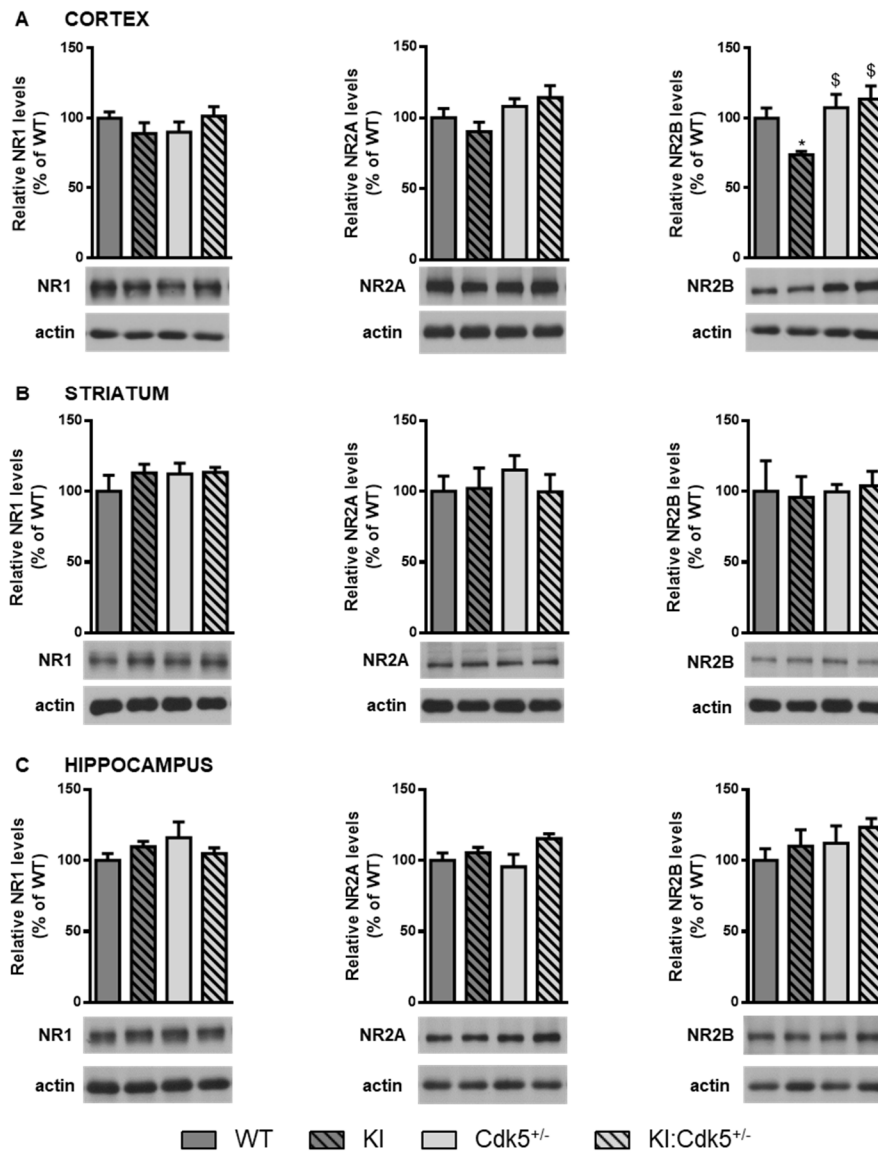 A CORTEX
Relative NR1 levels
(% of WT)
150
100
50
0
NR1
actin
Relative NR2A levels
(% of WT)
150
100
50
0
NR2A
actin
Relative NR2B levels
(% of WT)
150
100
50
0
*
$
$
NR2B
actin
B STRIATUM
Relative NR1 levels
(% of WT)
150
100
50
0
NR1
actin
Relative NR2A levels
(% of WT)
150
100
50
0
NR2A
actin
Relative NR2B levels
(% of WT)
150
100
50
0
NR2B
actin
C HIPPOCAMPUS
Relative NR1 levels
(% of WT)
150
100
50
0
NR1
actin
Relative NR2A levels
(% of WT)
150
100
50
0
NR2A
actin
Relative NR2B levels
(% of WT)
150
100
50
0
NR2B
actin
WT KI Cdk5+/- KI:Cdk5+/-